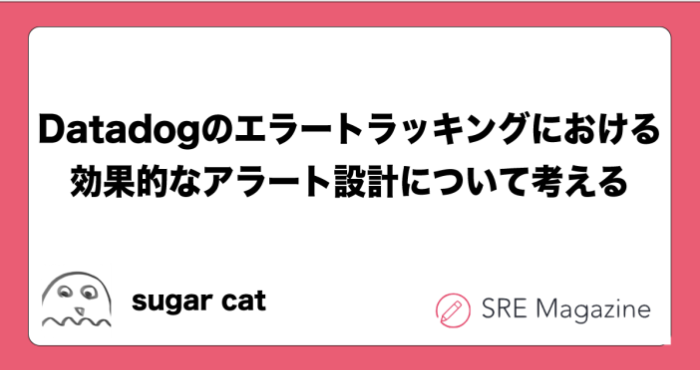 Datadogのエラートラッキングにおける
効果的なアラート設計について考える
sugar cat
SRE Magazine